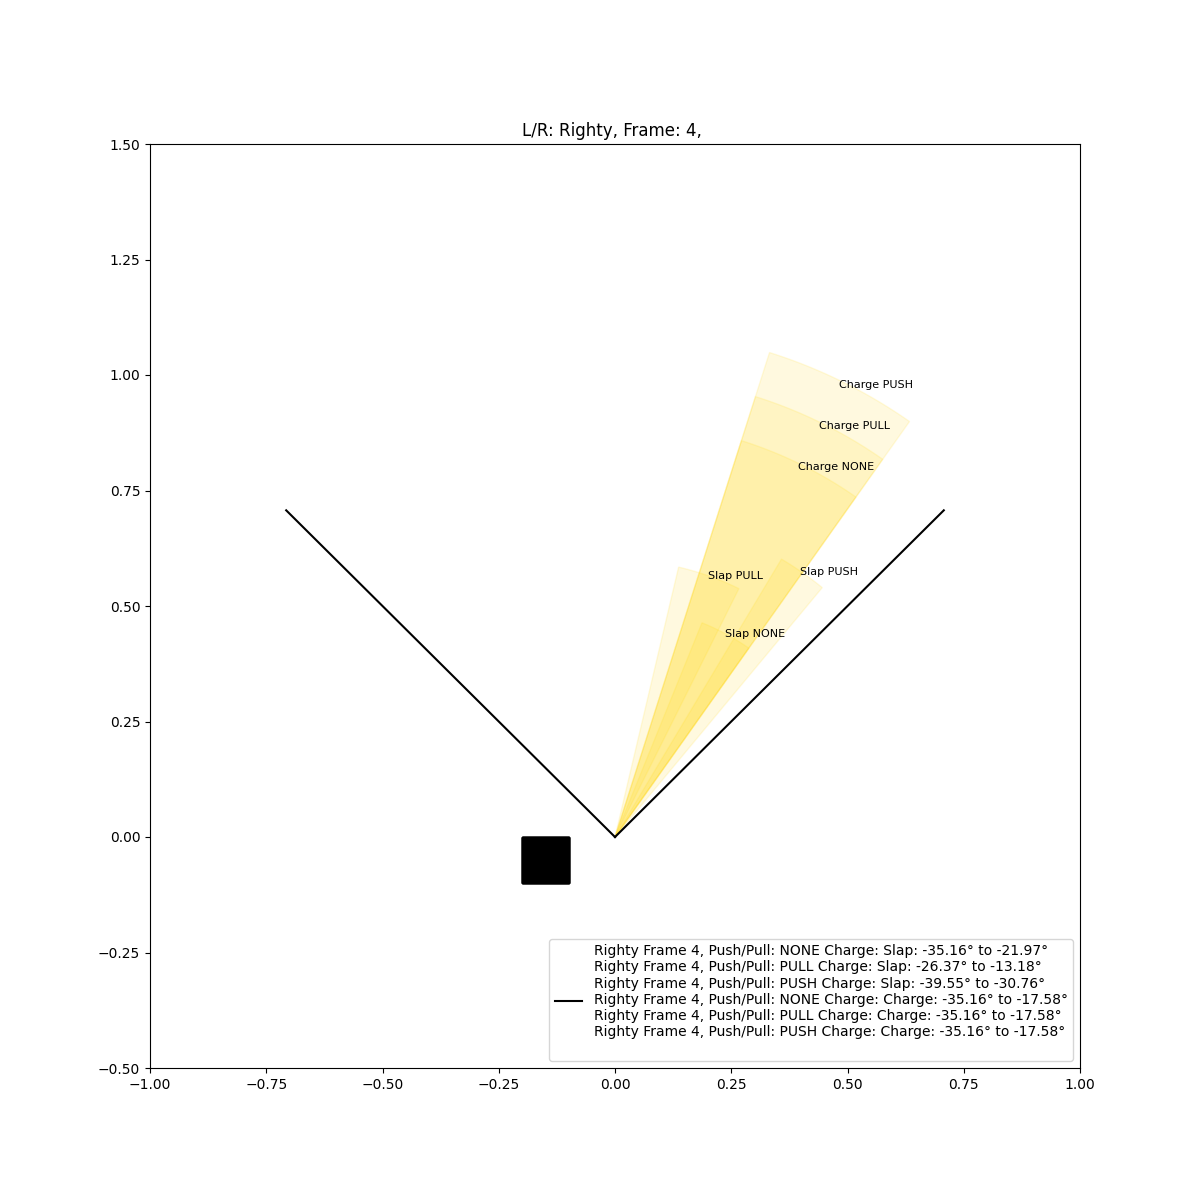 L/R: Righty, Frame: 4,
1.50
1.25
1.00
0.75
0.50
0.25
0.00
−0.25
−0.50
−1.00
−0.75
−0.50
−0.25
0.00
0.25
0.50
0.75
1.00
Charge PUSH
Charge PULL
Charge NONE
Slap PULL
Slap PUSH
Slap NONE
Righty Frame 4, Push/Pull: NONE Charge: Slap: -35.16° to -21.97°
Righty Frame 4, Push/Pull: PULL Charge: Slap: -26.37° to -13.18°
Righty Frame 4, Push/Pull: PUSH Charge: Slap: -39.55° to -30.76°
Righty Frame 4, Push/Pull: NONE Charge: Charge: -35.16° to -17.58°
Righty Frame 4, Push/Pull: PULL Charge: Charge: -35.16° to -17.58°
Righty Frame 4, Push/Pull: PUSH Charge: Charge: -35.16° to -17.58°